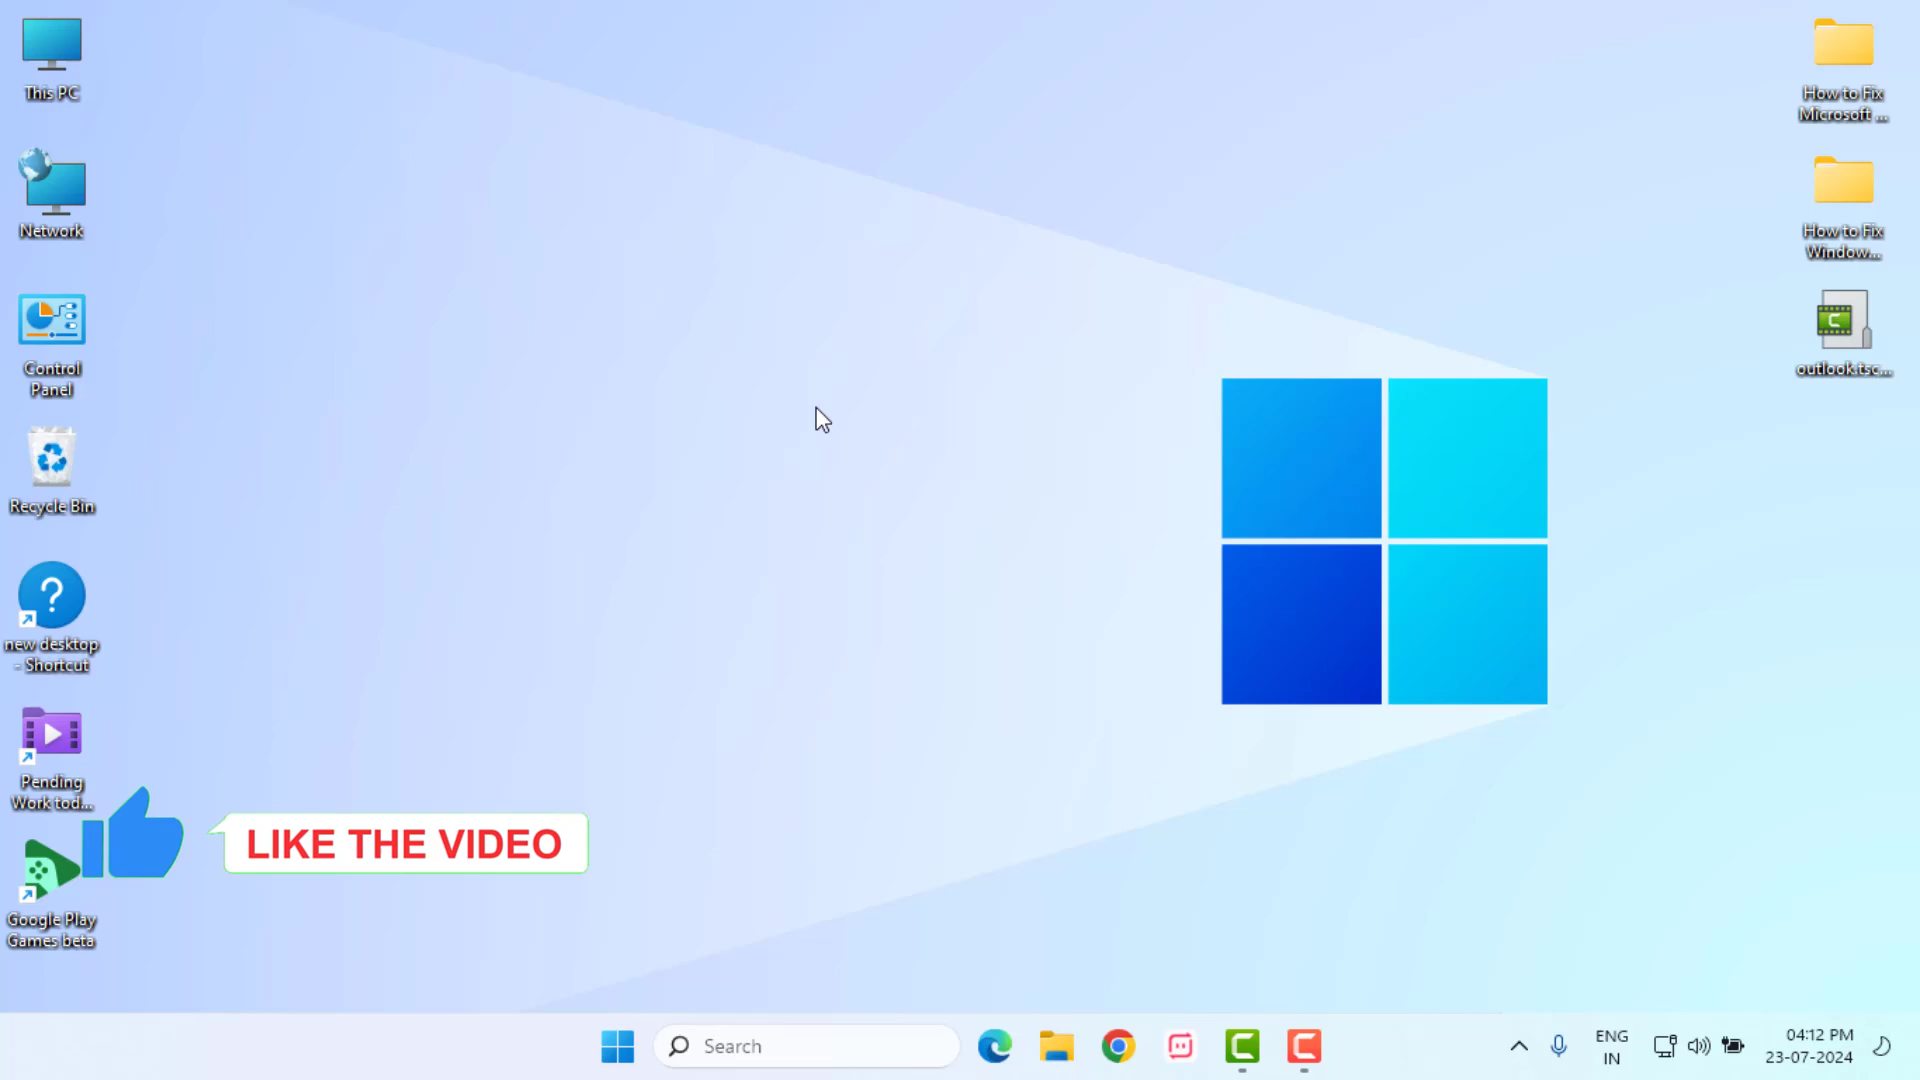 This PC
Network
Control
Panel
Recycle Bin
new desktop
- Shortcut
Pending
Work tod...
Google Play
Games beta
How to Fix
Microsoft ...
How to Fix
Window...
outlook.tsc...
LIKE THE VIDEO
Search
ENG
IN
04:12 PM
23-07-2024